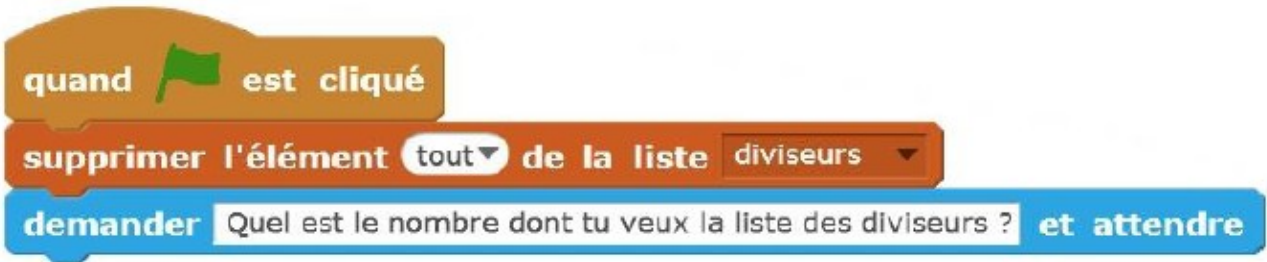 quand est cliqué
supprimer l'élément tout de la liste diviseurs
demander Quel est le nombre dont tu veux la liste des diviseurs ? et attendre